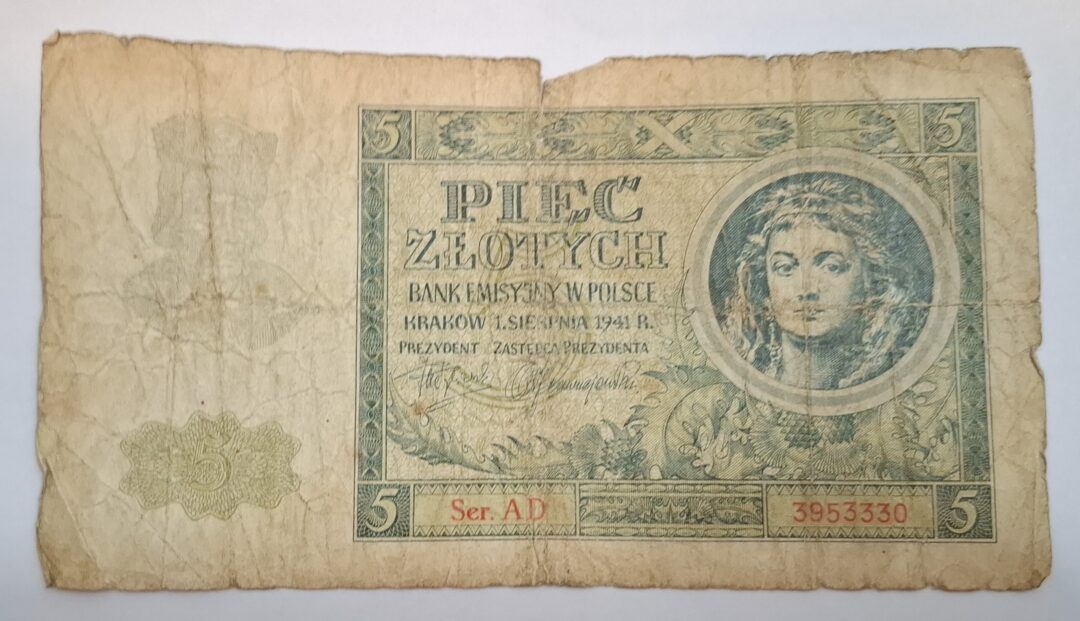 5 5
PIĘĆ
ZŁOTYCH
BANK EMISYJNY W POLSCE
KRAKÓW 1. SIERPNIA 1941 R.
PREZYDENT ZASTĘPCA PREZYDENTA
5
5 Ser. AD 3953330 5